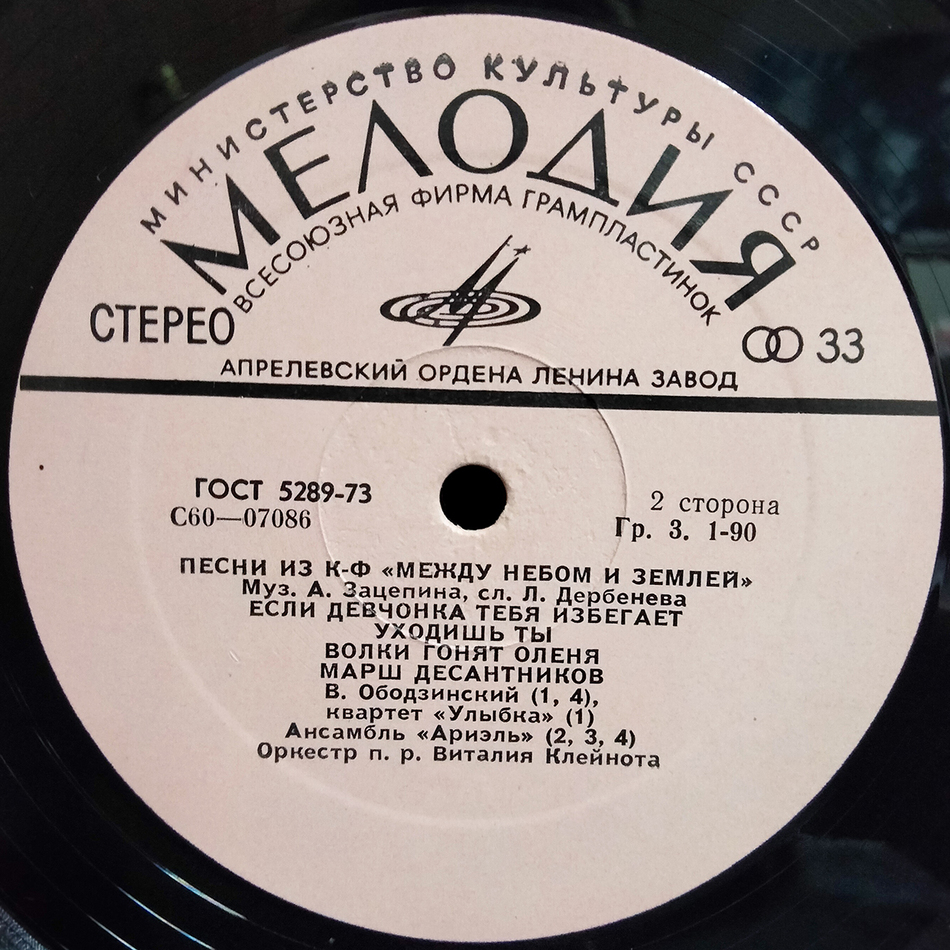 МИНИСТЕРСТВО КУЛЬТУРЫ СССР
МЕЛОДИЯ
ВСЕСОЮЗНАЯ ФИРМА ГРАМПЛАСТИНОК
СТЕРЕО
33
АПРЕЛЕВСКИЙ ОРДЕНА ЛЕНИНА ЗАВОД
ГОСТ 5289-73
С60—07086
2 сторона
Гр. 3. 1-90
ПЕСНИ ИЗ К-Ф «МЕЖДУ НЕБОМ И ЗЕМЛЕЙ»
Муз. А. Зацепина, сл. Л. Дербенева
ЕСЛИ ДЕВЧОНКА ТЕБЯ ИЗБЕГАЕТ
УХОДИШЬ ТЫ
ВОЛКИ ГОНЯТ ОЛЕНЯ
МАРШ ДЕСАНТНИКОВ
В. Ободзинский (1, 4),
квартет «Улыбка» (1)
Ансамбль «Ариэль» (2, 3, 4)
Оркестр п. р. Виталия Клейнота